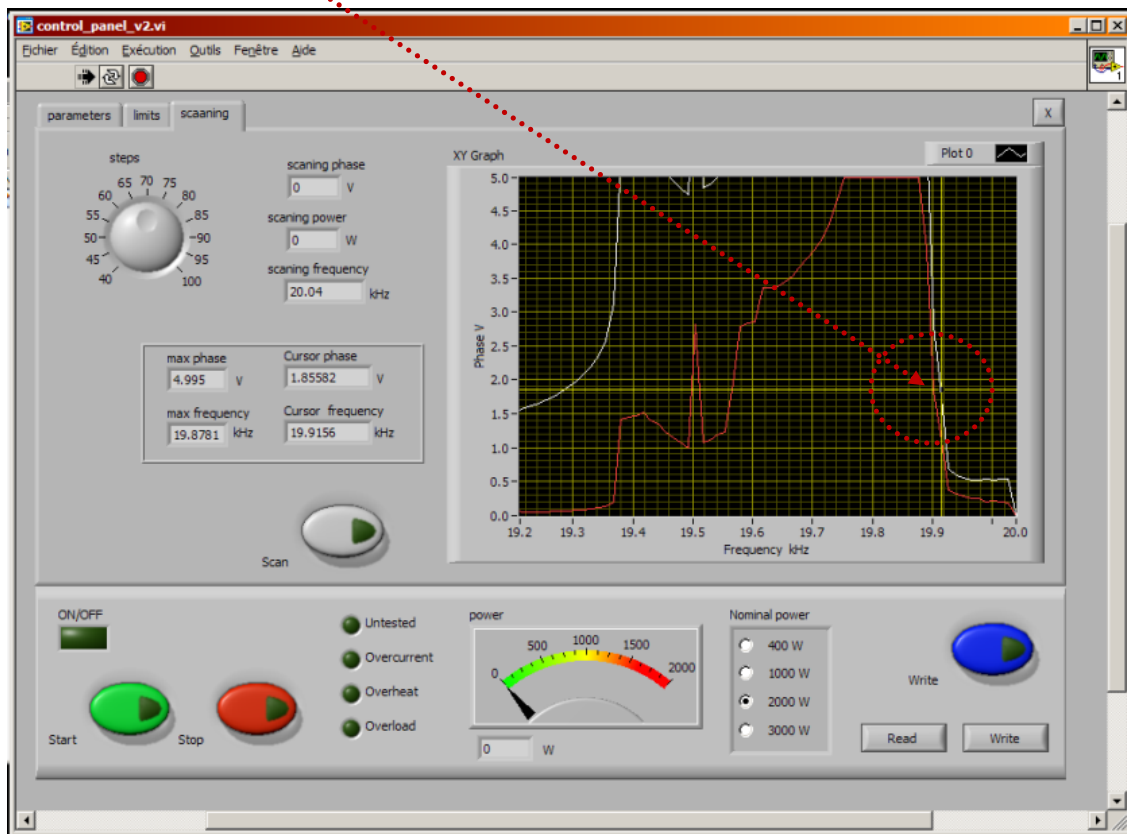 control_panel_v2.vi
Fichier Édition Exécution Outils Fenêtre Aide
1
parameters limits scaaning X
steps
40 45 50 55 60 65 70 75 80 85 90 95 100
scaning phase
0 V
scaning power
0 W
scaning frequency
20.04 kHz
max phase Cursor phase
4.995 V 1.85582 V
max frequency Cursor frequency
19.8781 kHz 19.9156 kHz
Scan
XY Graph Plot 0
Phase V
5.0
4.5
4.0
3.5
3.0
2.5
2.0
1.5
1.0
0.5
0.0
19.2 19.3 19.4 19.5 19.6 19.7 19.8 19.9 20.0
Frequency kHz
ON/OFF
Start Stop
Untested
Overcurrent
Overheat
Overload
power
0 500 1000 1500 2000
0 W
Nominal power
400 W
1000 W
2000 W
3000 W
Write
Read Write